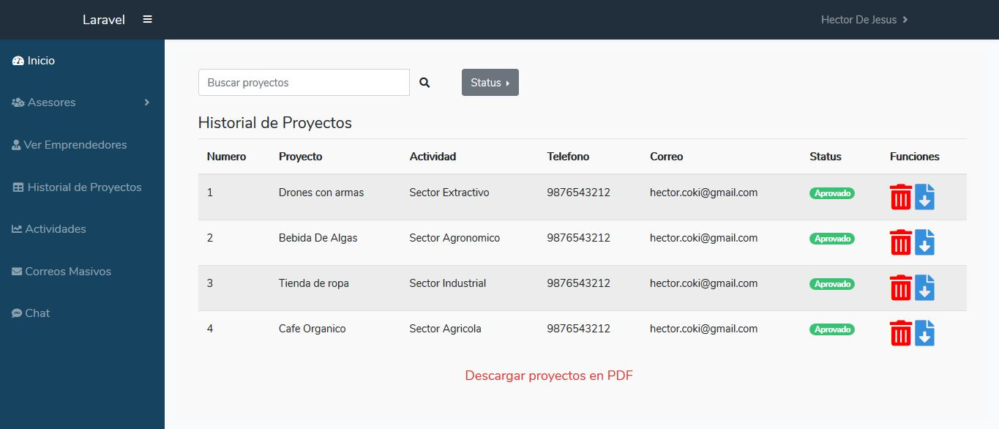 Laravel
Hector De Jesus
Inicio
Asesores
Ver Emprendedores
Historial de Proyectos
Actividades
Correos Masivos
Chat
Buscar proyectos
Status
Historial de Proyectos
Numero Proyecto Actividad Telefono Correo Status Funciones
1 Drones con armas Sector Extractivo 9876543212 hector.coki@gmail.com Aprovado
2 Bebida De Algas Sector Agronomico 9876543212 hector.coki@gmail.com Aprovado
3 Tienda de ropa Sector Industrial 9876543212 hector.coki@gmail.com Aprovado
4 Cafe Organico Sector Agricola 9876543212 hector.coki@gmail.com Aprovado
Descargar proyectos en PDF